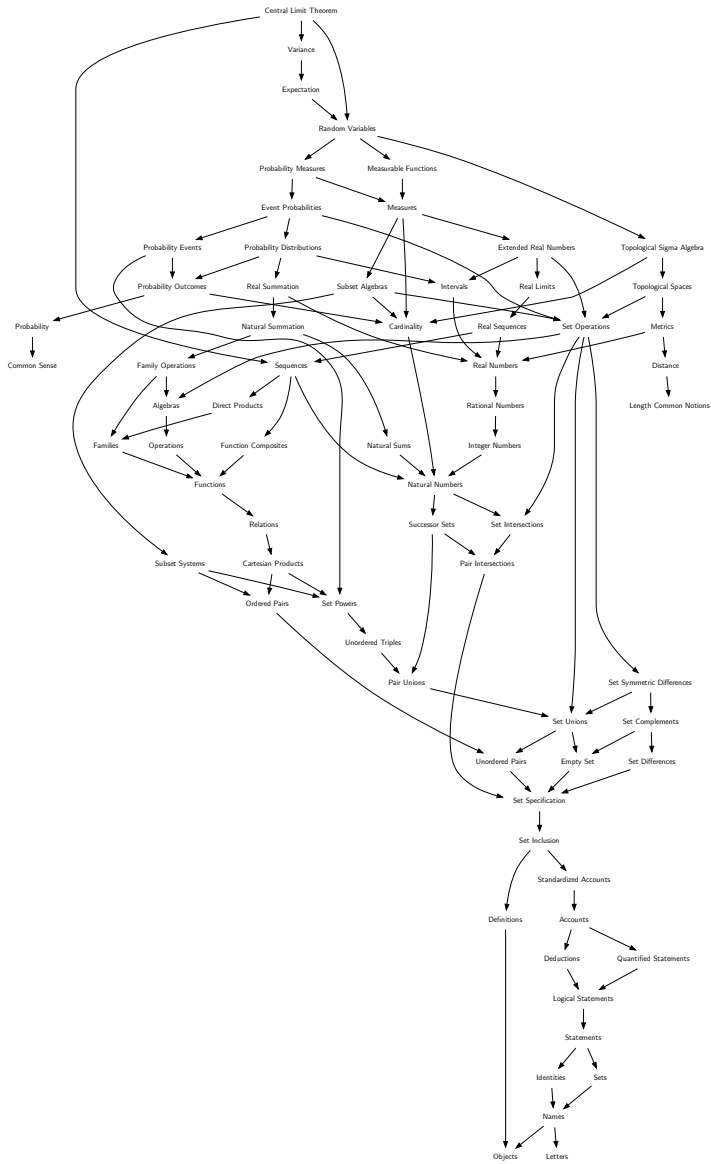 Central Limit Theorem
Variance
Expectation
Random Variables
Probability Measures
Measurable Functions
Event Probabilities
Measures
Probability Events
Probability Distributions
Extended Real Numbers
Topological Sigma Algebra
Probability Outcomes
Real Summation
Subset Algebras
Intervals
Real Limits
Topological Spaces
Probability
Natural Summation
Cardinality
Real Sequences
Set Operations
Metrics
Common Sense
Family Operations
Sequences
Real Numbers
Distance
Algebras
Direct Products
Rational Numbers
Length Common Notions
Families
Operations
Function Composites
Natural Sums
Integer Numbers
Functions
Natural Numbers
Relations
Successor Sets
Set Intersections
Subset Systems
Cartesian Products
Pair Intersections
Ordered Pairs
Set Powers
Unordered Triples
Pair Unions
Set Symmetric Differences
Set Unions
Set Complements
Unordered Pairs
Empty Set
Set Differences
Set Specification
Set Inclusion
Standardized Accounts
Definitions
Accounts
Deductions
Quantified Statements
Logical Statements
Statements
Identities
Sets
Names
Objects
Letters